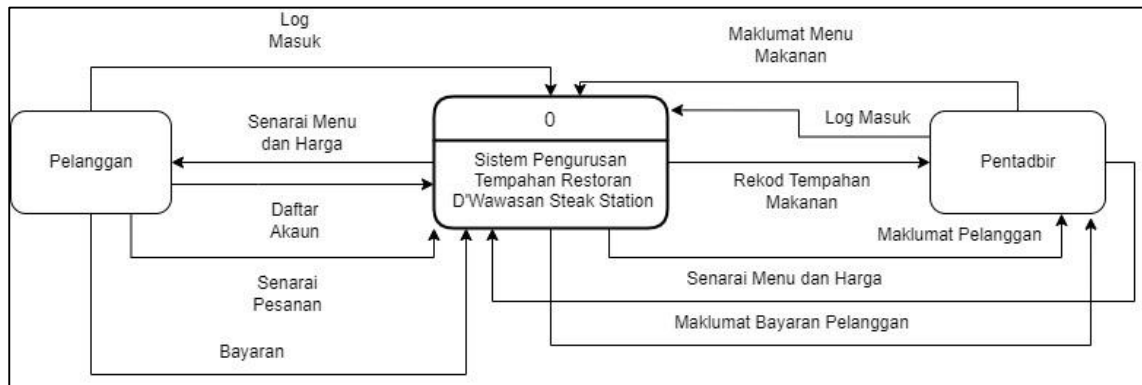 Log
Masuk
Maklumat Menu
Makanan
Senarai Menu
dan Harga
0
Log Masuk
Pelanggan
Sistem Pengurusan
Tempahan Restoran
D'Wawasan Steak Station
Pentadbir
Rekod Tempahan
Makanan
Daftar
Akaun
Maklumat Pelanggan
Senarai
Pesanan
Senarai Menu dan Harga
Maklumat Bayaran Pelanggan
Bayaran